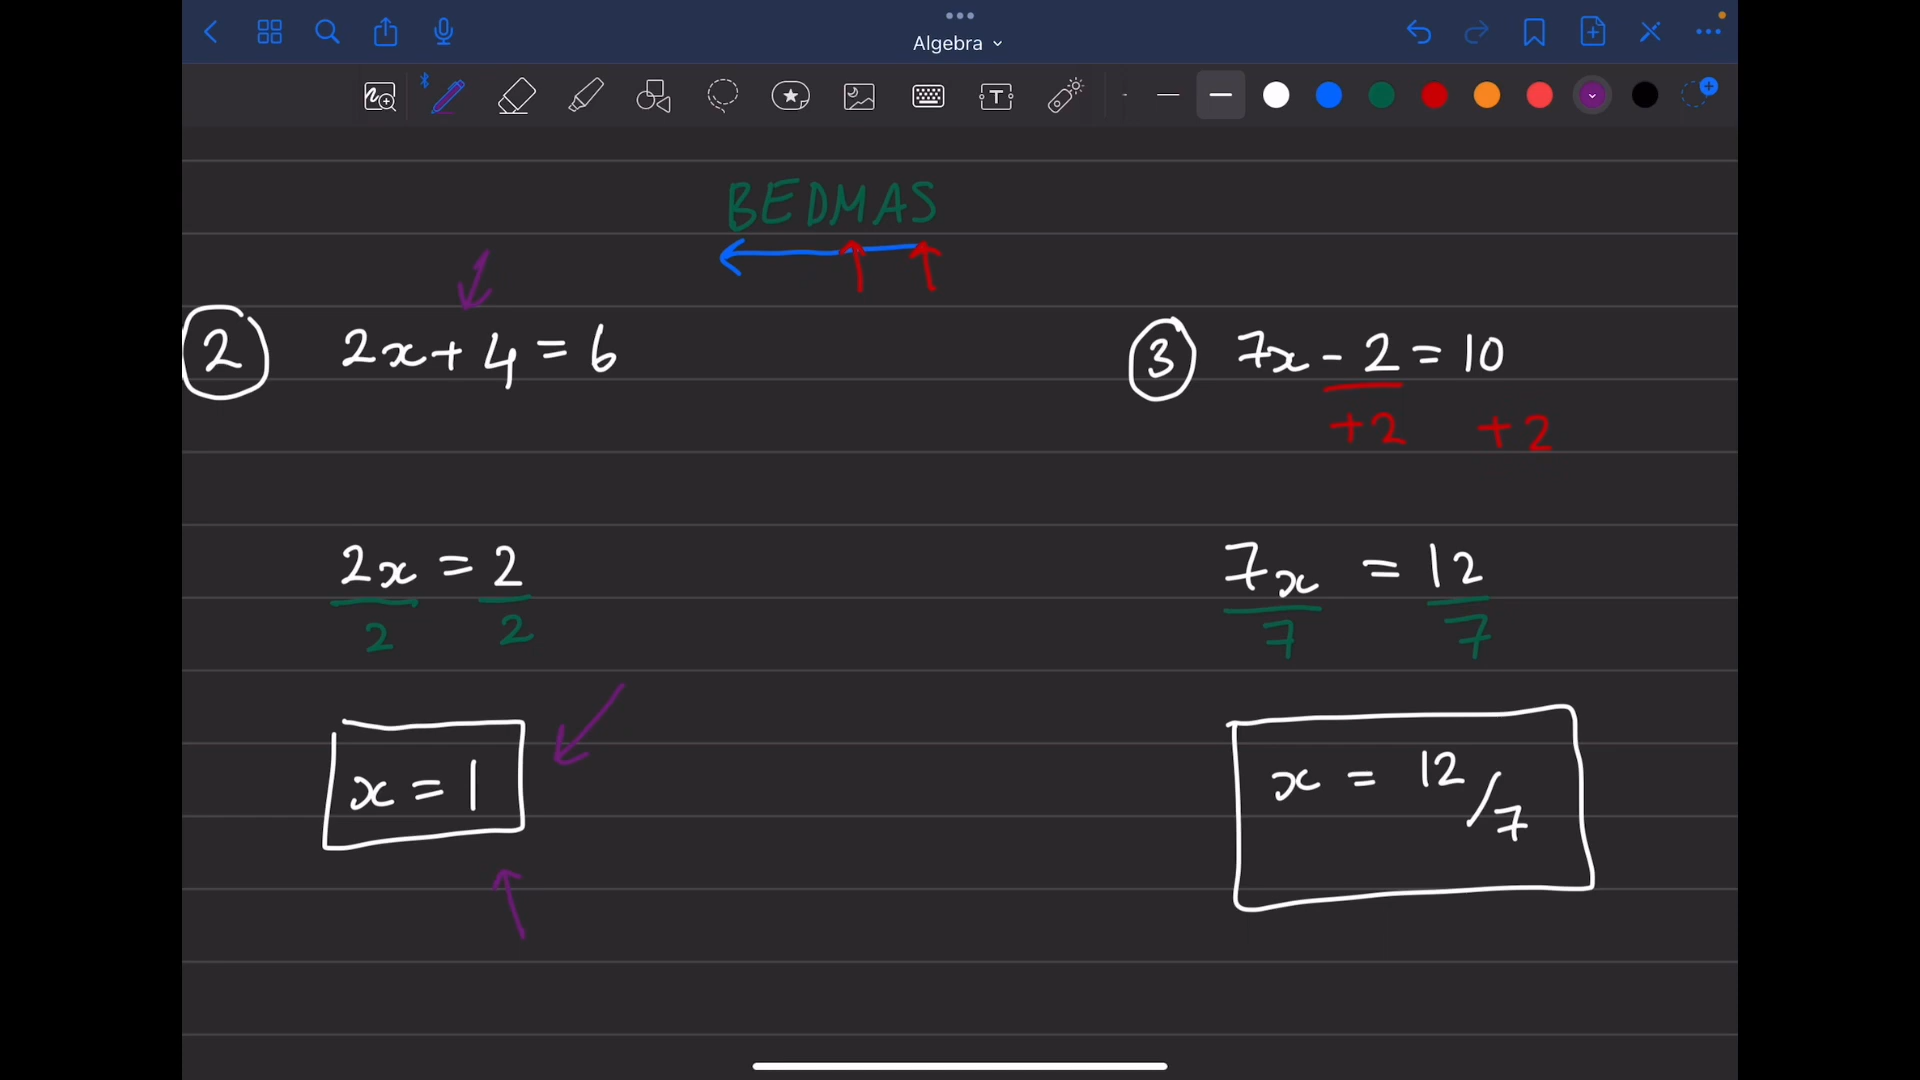 Algebra
T
BEDMAS
2 2x + 4 = 6
2x = 2
2 2
x = 1
3 7x - 2 = 10
+2 +2
7x = 12
7 7
x = 12/7